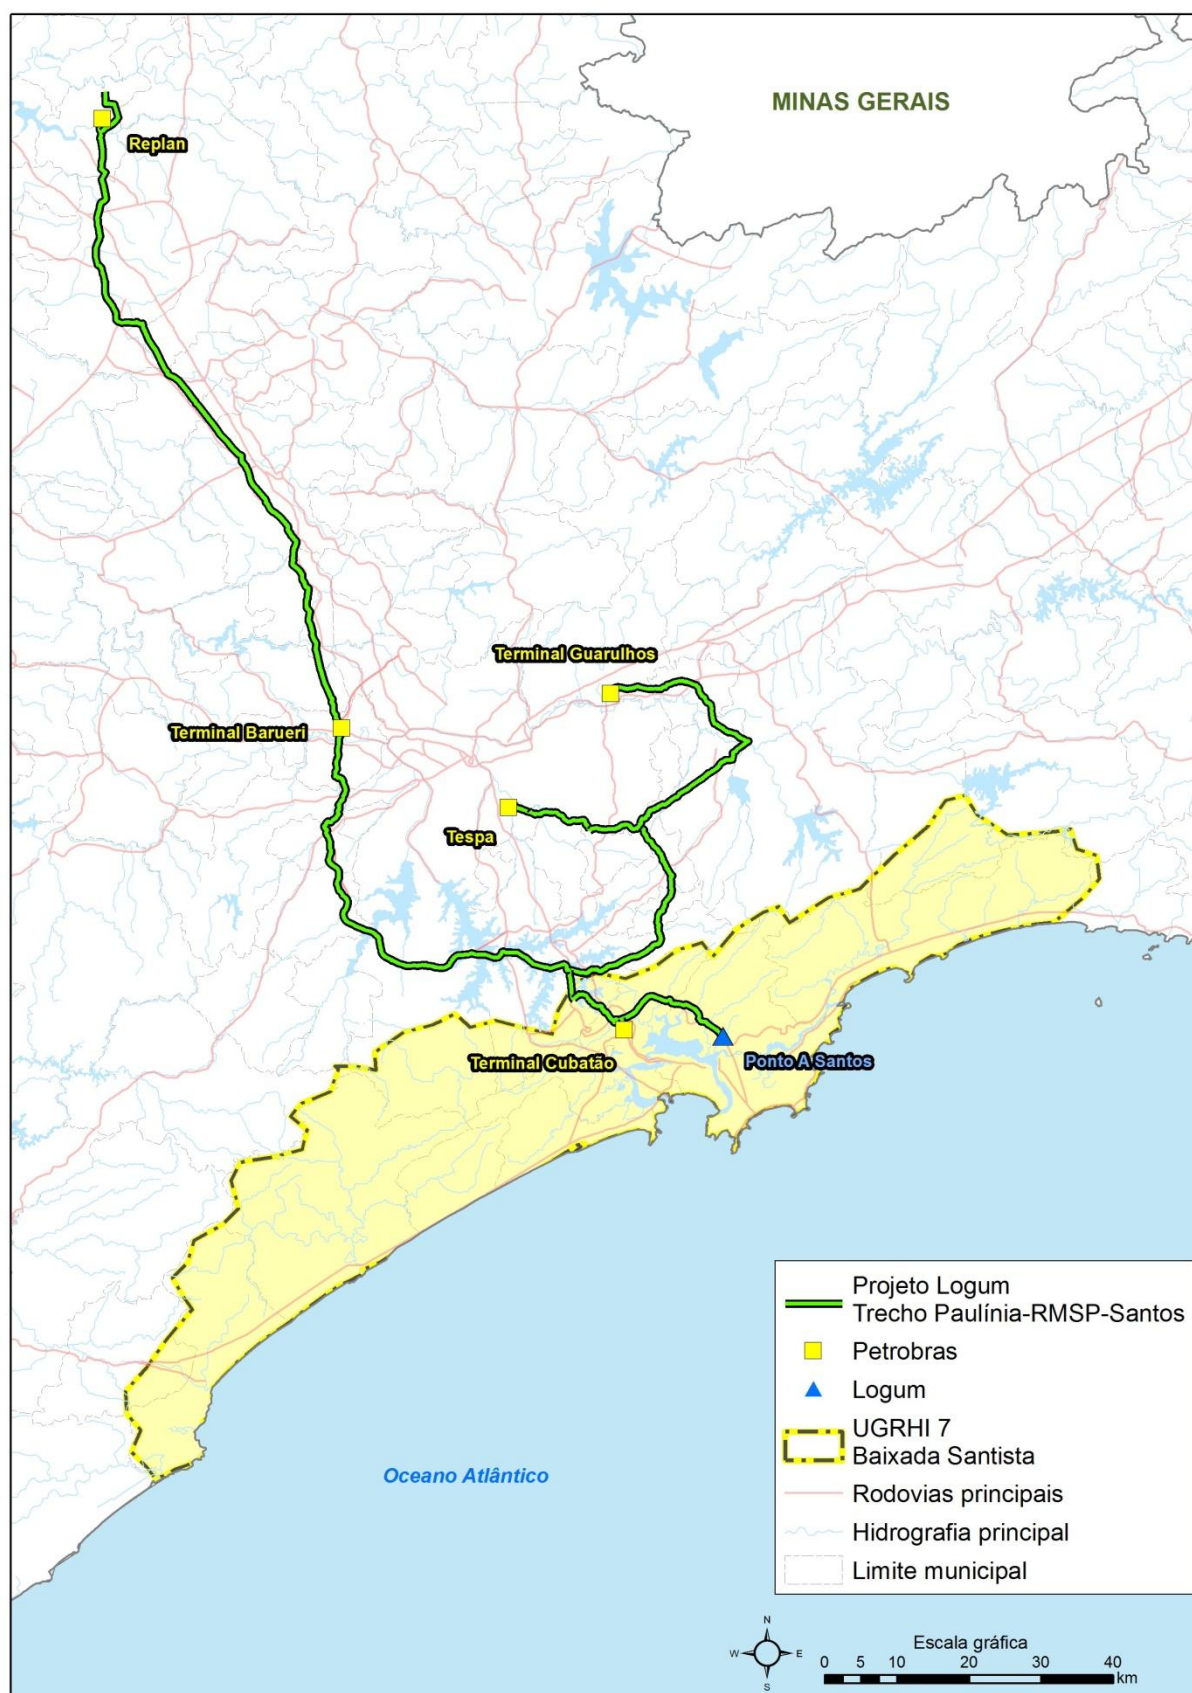 MINAS GERAIS
Replan
Terminal Guarulhos
Terminal Barueri
Tespa
Terminal Cubatão
Ponto A Santos
Oceano Atlântico
Projeto Logum
Trecho Paulínia-RMSP-Santos
Petrobras
Logum
UGRHI 7
Baixada Santista
Rodovias principais
Hidrografia principal
Limite municipal
N
W E
S
Escala gráfica
0 5 10 20 30 40
km